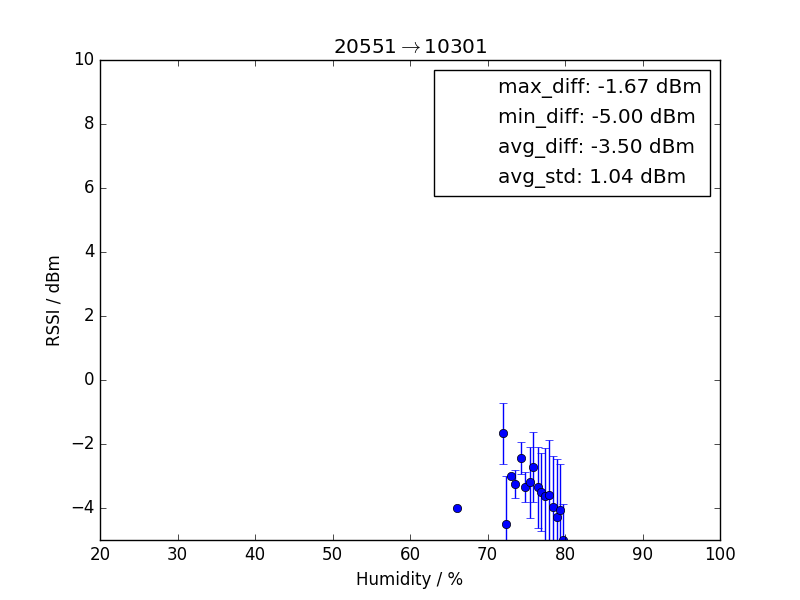 20551→10301
max_diff: -1.67 dBm
min_diff: -5.00 dBm
avg_diff: -3.50 dBm
avg_std: 1.04 dBm
10
8
6
4
2
0
−2
−4
RSSI / dBm
20 30 40 50 60 70 80 90 100
Humidity / %